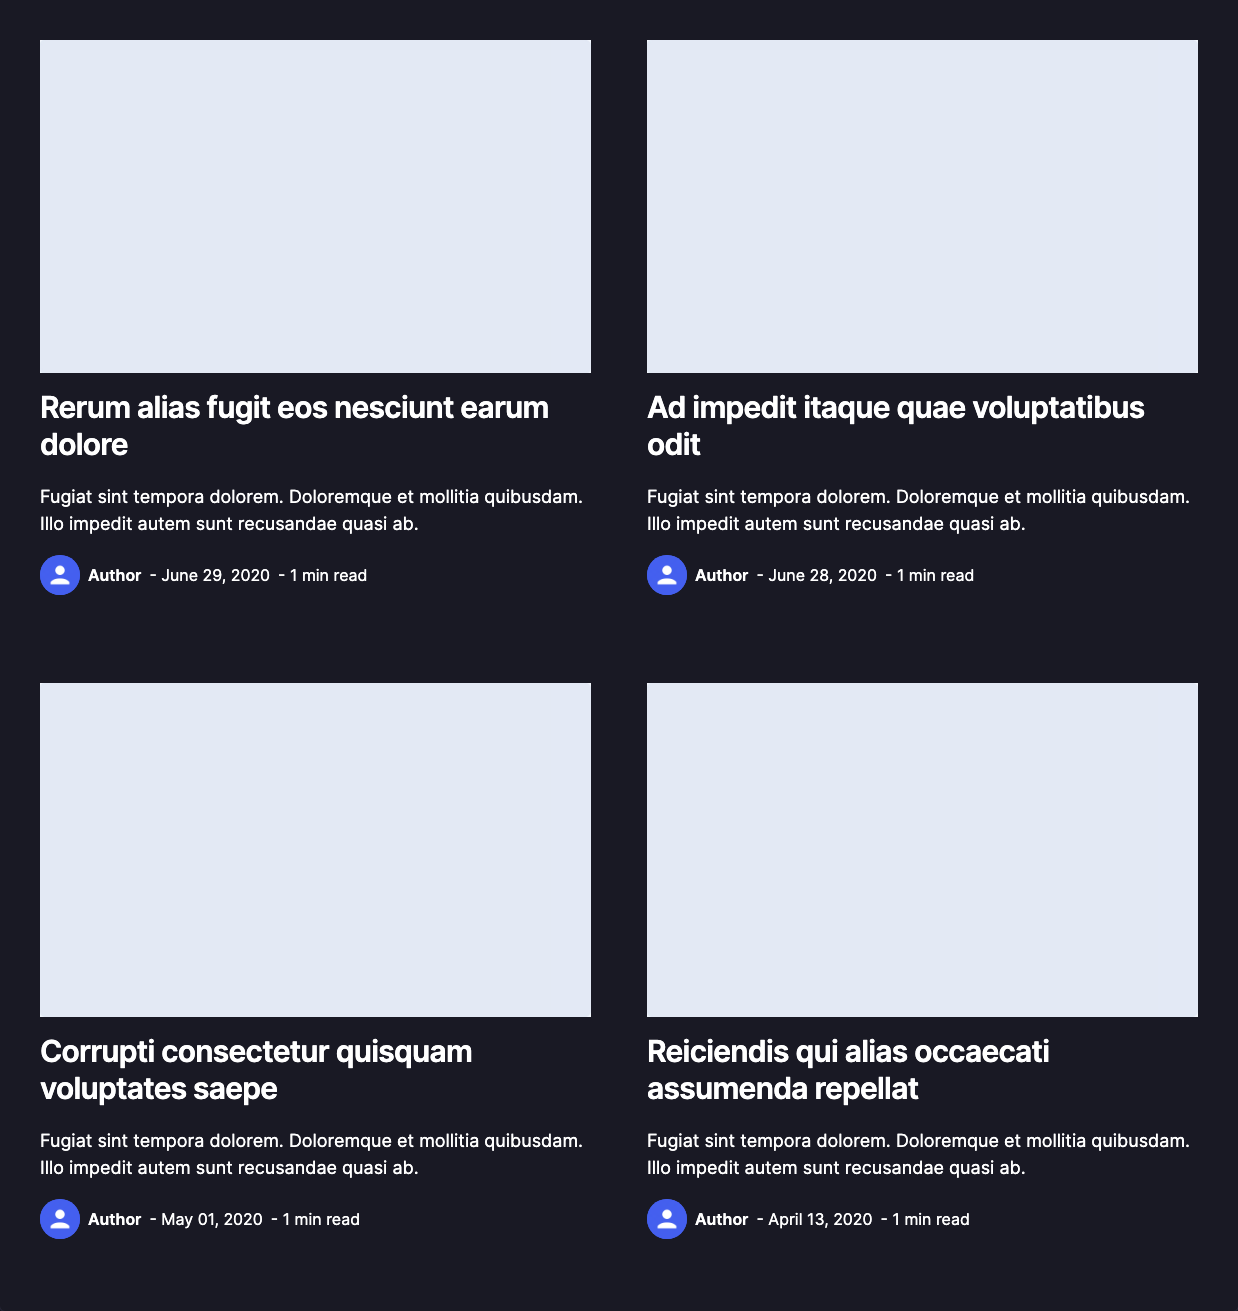 Rerum alias fugit eos nesciunt earum
dolore
Fugiat sint tempora dolorem. Doloremque et mollitia quibusdam.
Illo impedit autem sunt recusandae quasi ab.
Author - June 29, 2020 - 1 min read
Ad impedit itaque quae voluptatibus
odit
Fugiat sint tempora dolorem. Doloremque et mollitia quibusdam.
Illo impedit autem sunt recusandae quasi ab.
Author - June 28, 2020 - 1 min read
Corrupti consectetur quisquam
voluptates saepe
Fugiat sint tempora dolorem. Doloremque et mollitia quibusdam.
Illo impedit autem sunt recusandae quasi ab.
Author - May 01, 2020 - 1 min read
Reiciendis qui alias occaecati
assumenda repellat
Fugiat sint tempora dolorem. Doloremque et mollitia quibusdam.
Illo impedit autem sunt recusandae quasi ab.
Author - April 13, 2020 - 1 min read